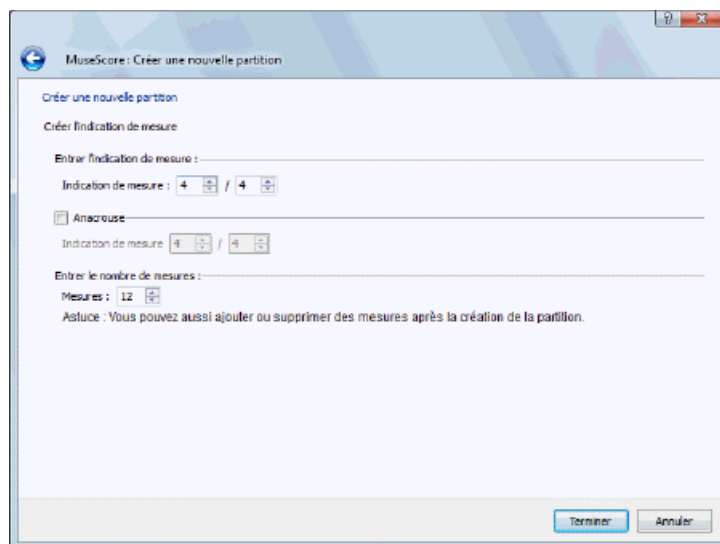 MuseScore : Créer une nouvelle partition
Créer une nouvelle partition
Créer l'indication de mesure
Entrer l'indication de mesure :
Indication de mesure : 4 / 4
Anacrouse
Indication de mesure 4 / 4
Entrer le nombre de mesures :
Mesures : 12
Astuce : Vous pouvez aussi ajouter ou supprimer des mesures après la création de la partition.
Terminer Annuler